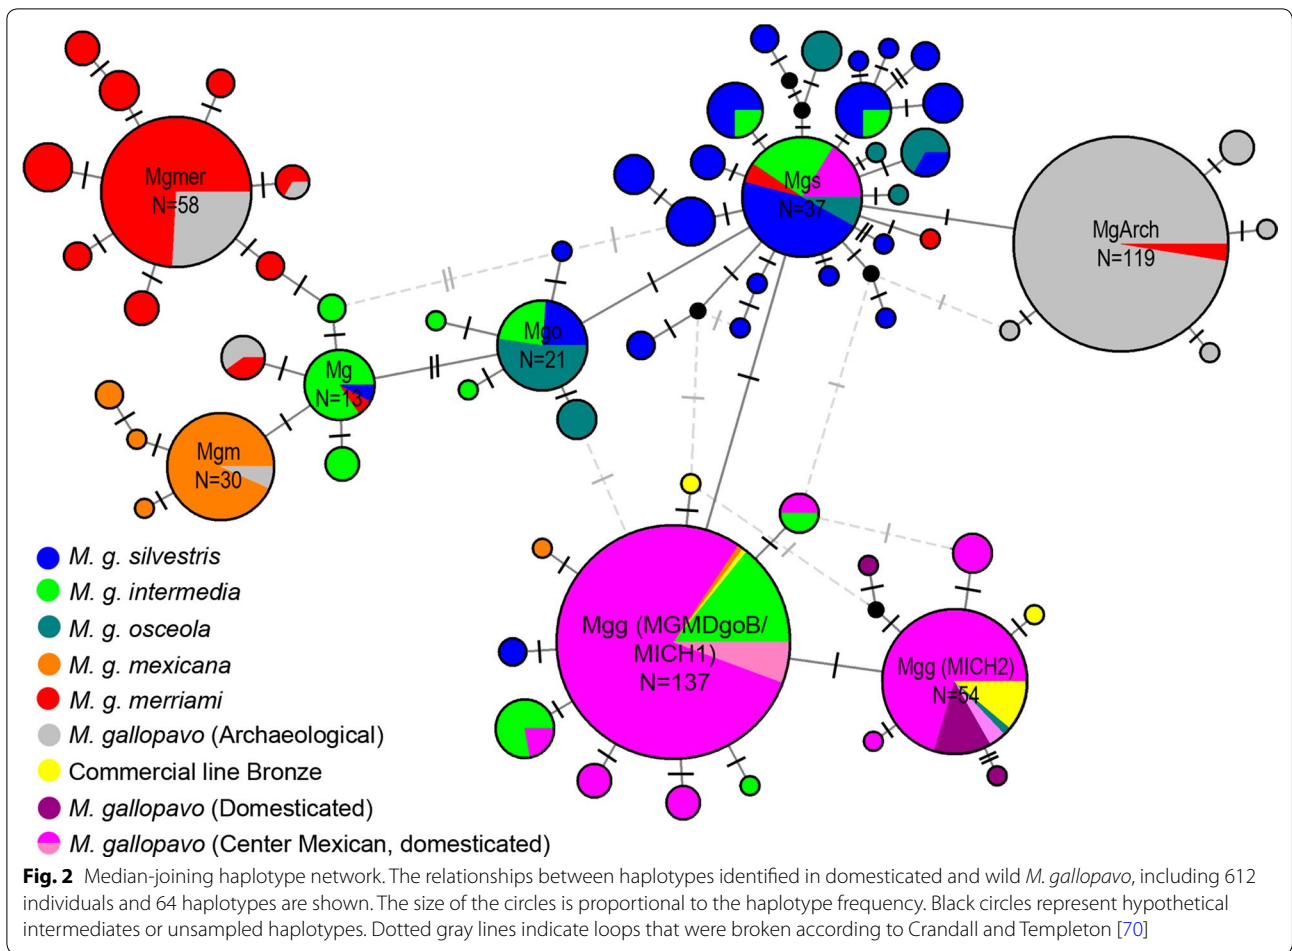 Mgmer
N=58
Mgs
N=37
MgArch
N=119
Mgo
N=21
Mg
N=13
Mgm
N=30
Mgg (MGMDgoB/
MICH1)
N=137
Mgg (MICH2)
N=54
M. g. silvestris
M. g. intermedia
M. g. osceola
M. g. mexicana
M. g. merriami
M. gallopavo (Archaeological)
Commercial line Bronze
M. gallopavo (Domesticated)
M. gallopavo (Center Mexican, domesticated)
Fig. 2 Median-joining haplotype network. The relationships between haplotypes identified in domesticated and wild M. gallopavo, including 612
individuals and 64 haplotypes are shown. The size of the circles is proportional to the haplotype frequency. Black circles represent hypothetical
intermediates or unsampled haplotypes. Dotted gray lines indicate loops that were broken according to Crandall and Templeton [70]